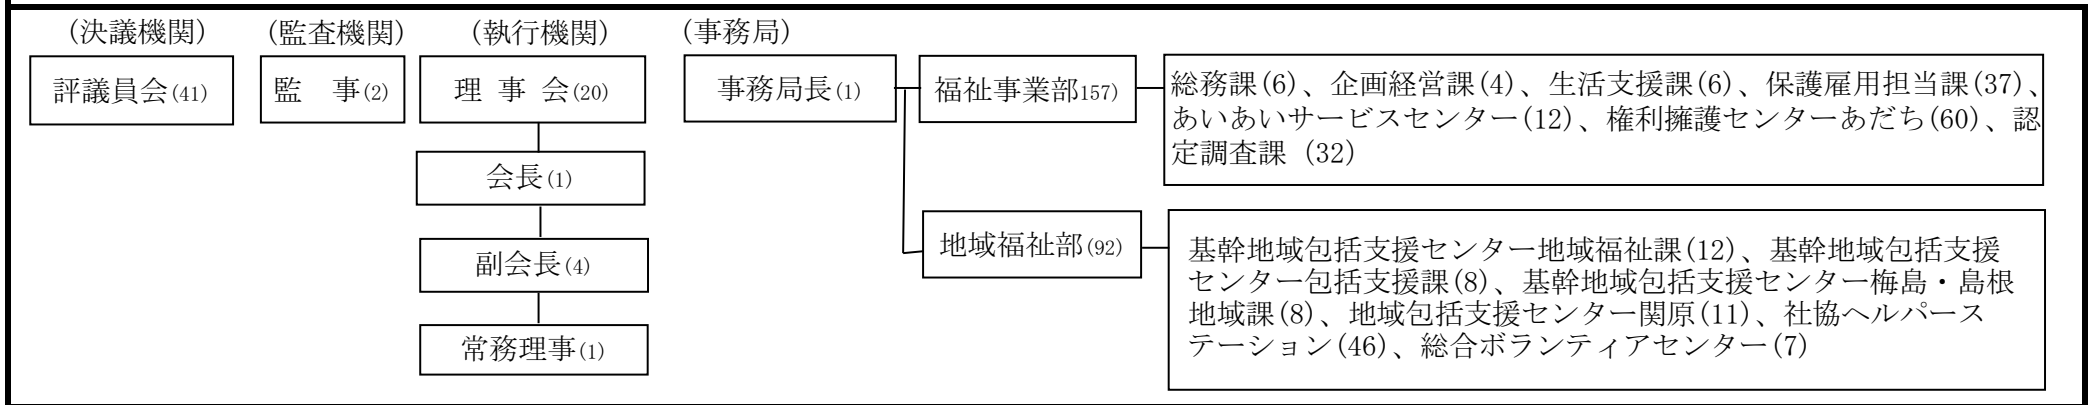 (決議機関)
(監査機関)
(執行機関)
(事務局)
評議員会(41)
監　事(2)
理 事 会(20)
会長(1)
副会長(4)
常務理事(1)
事務局長(1)
福祉事業部157)
総務課(6)、企画経営課(4)、生活支援課(6)、保護雇用担当課(37)、
あいあいサービスセンター(12)、権利擁護センターあだち(60)、認
定調査課 (32)
地域福祉部(92)
基幹地域包括支援センター地域福祉課(12)、基幹地域包括支援
センター包括支援課(8)、基幹地域包括支援センター梅島・島根
地域課(8)、地域包括支援センター関原(11)、社協ヘルパース
テーション(46)、総合ボランティアセンター(7)